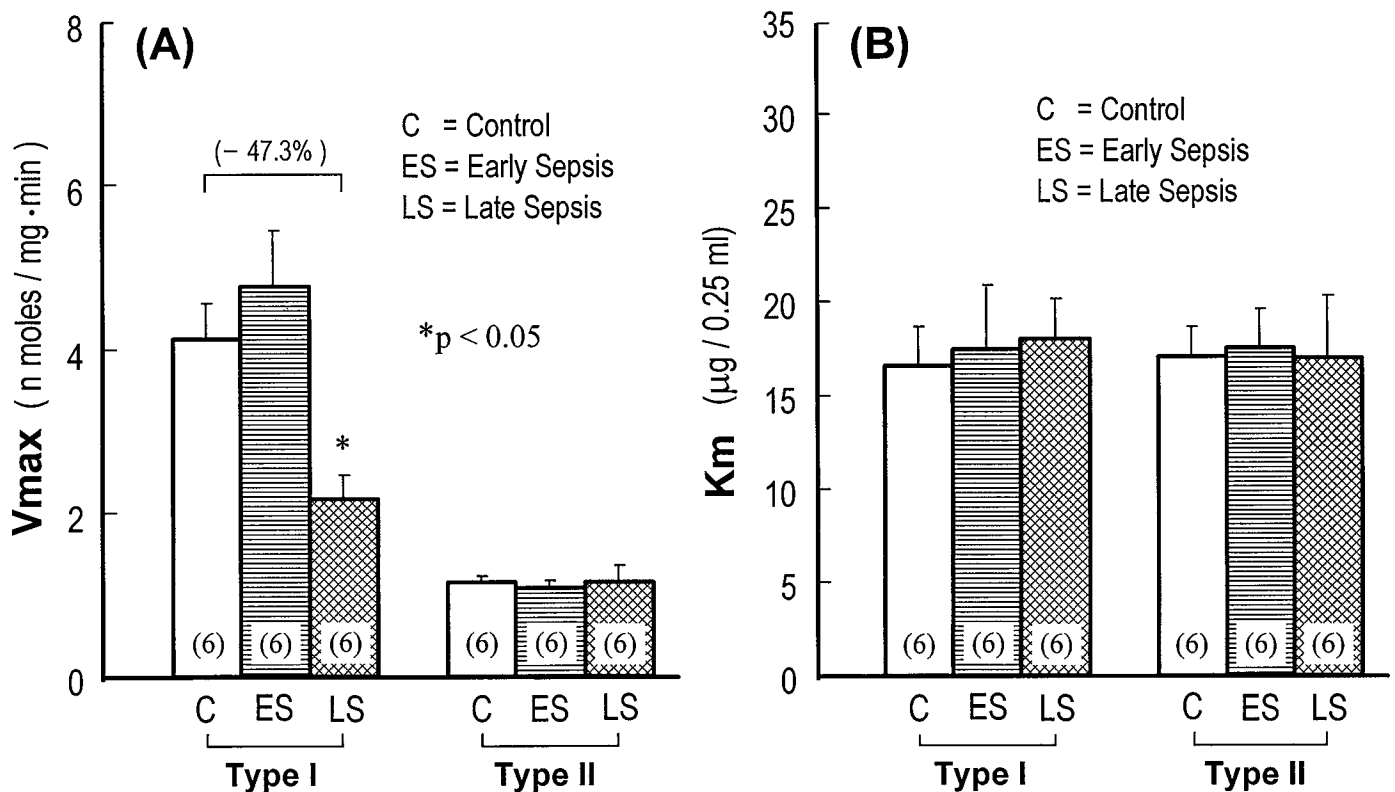 (A)
8
6
4
2
0
Vmax ( n moles / mg · min )
(− 47.3% )
C = Control
ES = Early Sepsis
LS = Late Sepsis
*p < 0.05
*
(6) (6) (6) (6) (6) (6)
C ES LS C ES LS
Type I Type II
(B)
35
30
25
20
15
10
5
0
Km (μg / 0.25 ml)
C = Control
ES = Early Sepsis
LS = Late Sepsis
(6) (6) (6) (6) (6) (6)
C ES LS C ES LS
Type I Type II